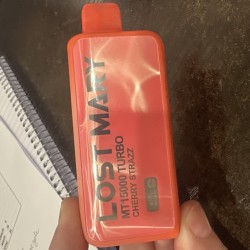 LOST MARY
MT15000 TURBO
CHERRY STRAZZ